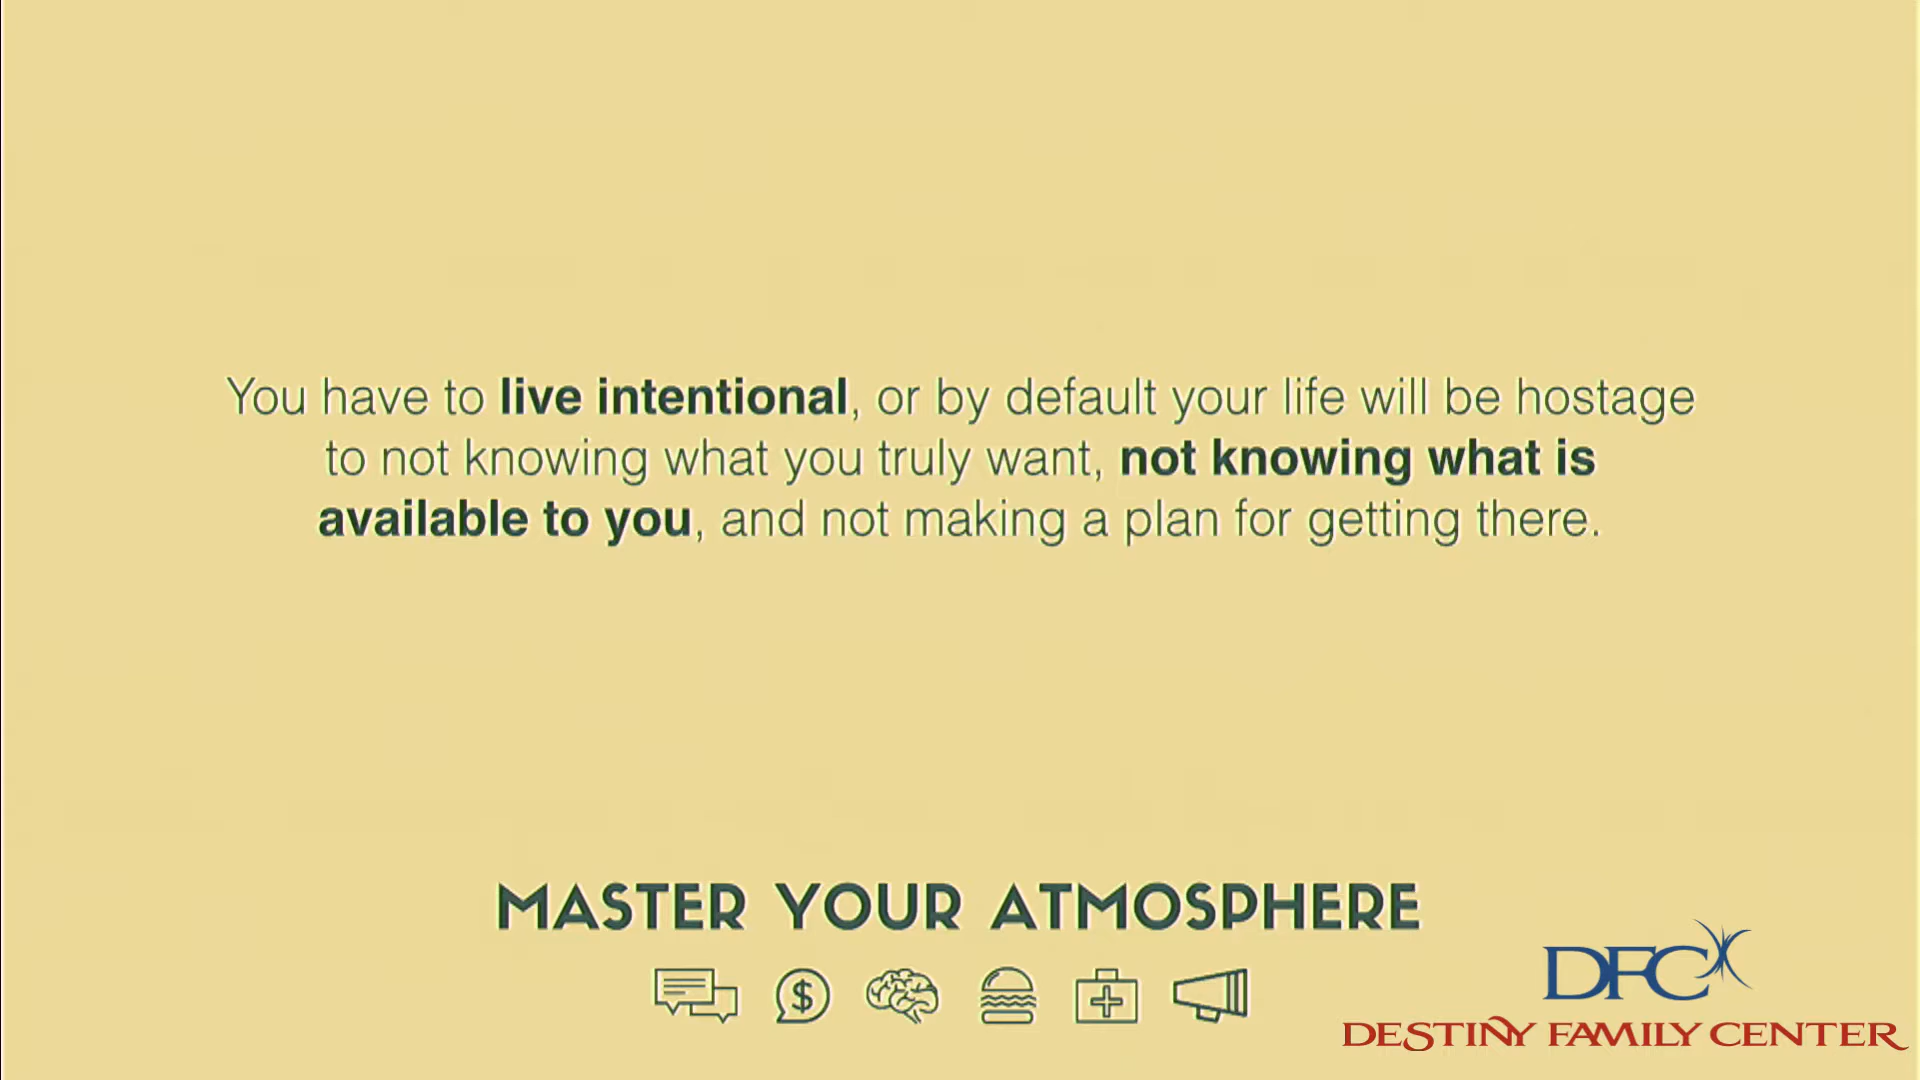 You have to live intentional, or by default your life will be hostage
to not knowing what you truly want, not knowing what is
available to you, and not making a plan for getting there.
MASTER YOUR ATMOSPHERE
$
DFC
DESTINY FAMILY CENTER